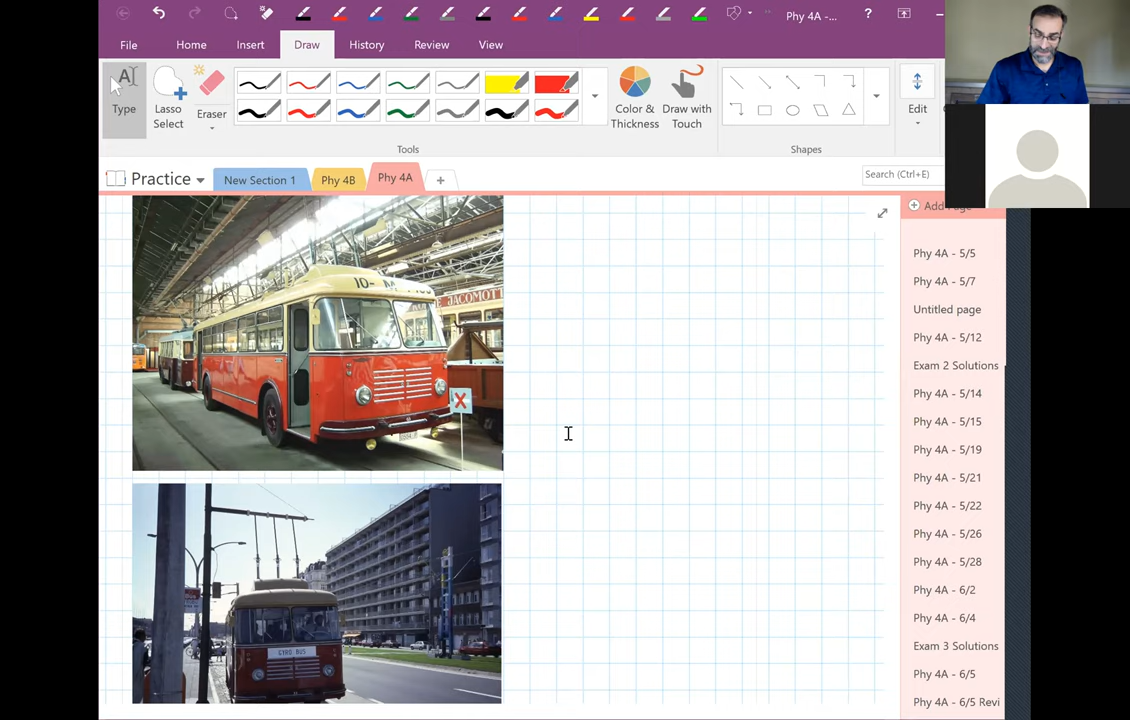 Phy 4A -...
?
File
Home
Insert
Draw
History
Review
View
Type
Lasso
Select
Eraser
Color &
Thickness
Draw with
Touch
Edit
Tools
Shapes
Practice
New Section 1
Phy 4B
Phy 4A
Search (Ctrl+E)
Add Page
Phy 4A - 5/5
Phy 4A - 5/7
Untitled page
Phy 4A - 5/12
Exam 2 Solutions
Phy 4A - 5/14
Phy 4A - 5/15
Phy 4A - 5/19
Phy 4A - 5/21
Phy 4A - 5/22
Phy 4A - 5/26
Phy 4A - 5/28
Phy 4A - 6/2
Phy 4A - 6/4
Exam 3 Solutions
Phy 4A - 6/5
Phy 4A - 6/5 Revi
10-
JACOMOT
X
GYRO BUS